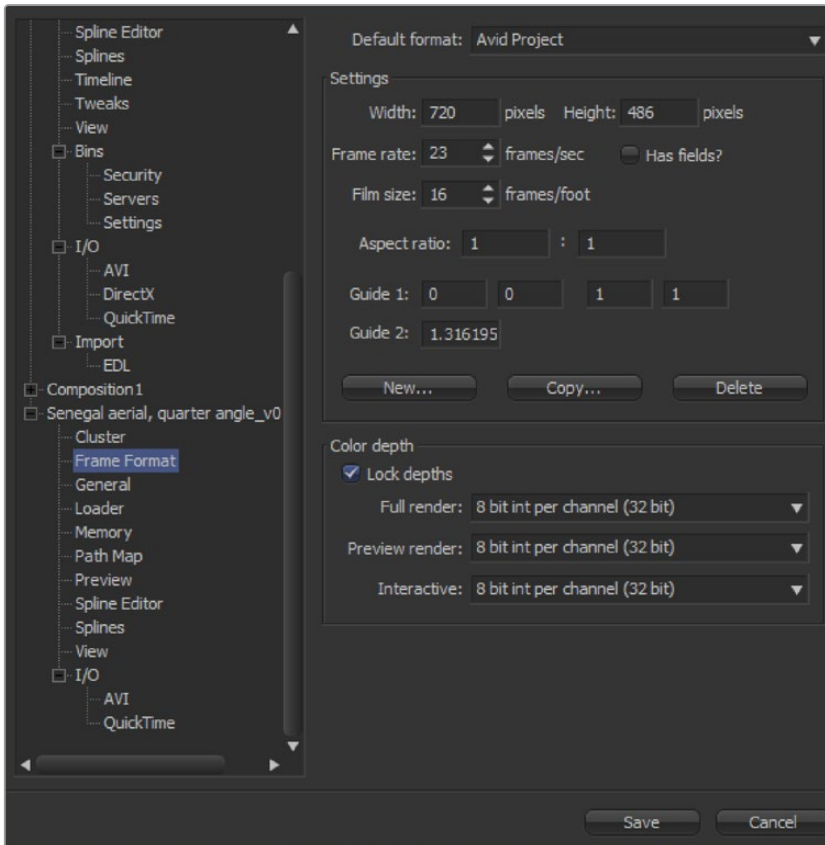 Spline Editor
Splines
Timeline
Tweaks
View
Bins
Security
Servers
Settings
I/O
AVI
DirectX
QuickTime
Import
EDL
Composition1
Senegal aerial, quarter angle_v0
Cluster
Frame Format
General
Loader
Memory
Path Map
Preview
Spline Editor
Splines
View
I/O
AVI
QuickTime
Default format: Avid Project
Settings
Width: 720 pixels Height: 486 pixels
Frame rate: 23 frames/sec Has fields?
Film size: 16 frames/foot
Aspect ratio: 1 : 1
Guide 1: 0 0 1 1
Guide 2: 1.316195
New... Copy... Delete
Color depth
Lock depths
Full render: 8 bit int per channel (32 bit)
Preview render: 8 bit int per channel (32 bit)
Interactive: 8 bit int per channel (32 bit)
Save Cancel